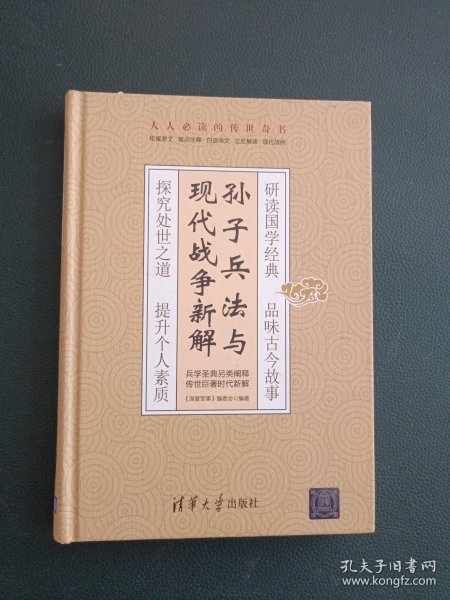 人人必读的传世奇书
权威原文 难点注释 白话译文 活及解读 现代战例
研读国学经典 品味古今故事
孙子兵法与
现代战争新解
探究处世之道 提升个人素质
兵学圣典另类阐释
传世巨著时代新解
《深度军事》编委会◎编著
清华大学出版社
孔夫子旧书网
www.kongfz.com